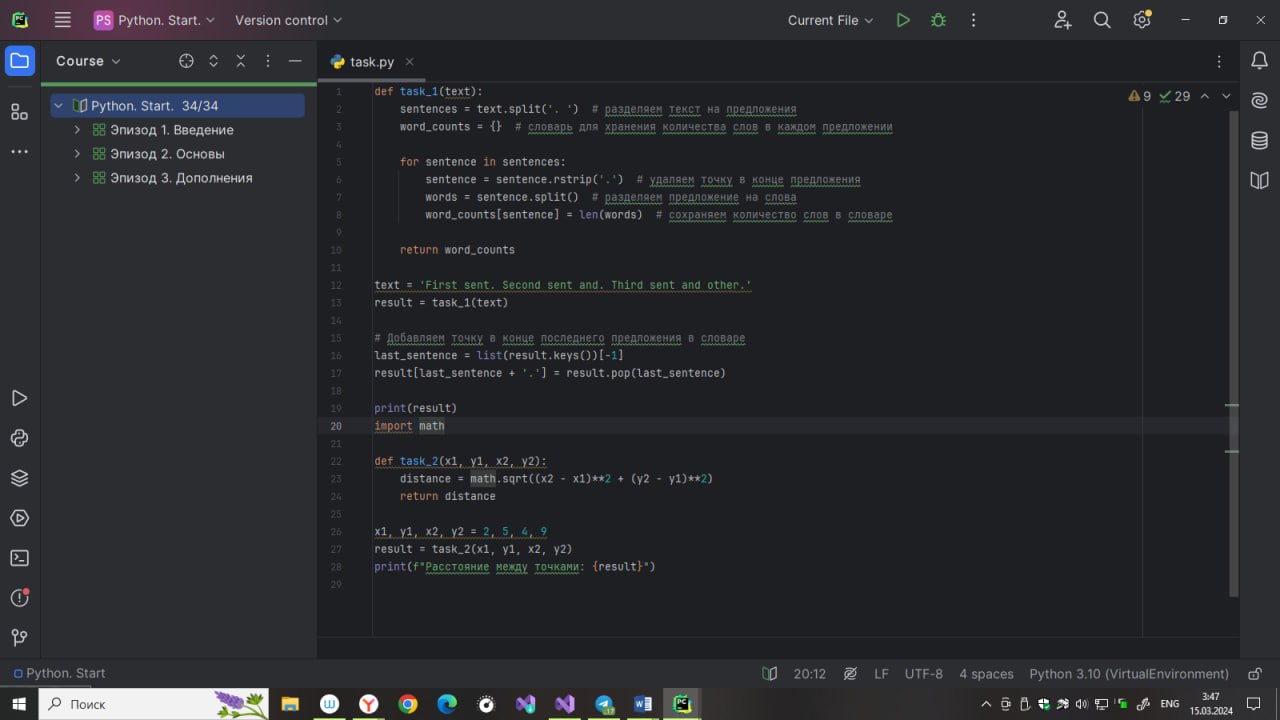 PS Python. Start. Version control Current File
Course
task.py
Python. Start. 34/34
Эпизод 1. Введение
Эпизод 2. Основы
Эпизод 3. Дополнения
9 29
1 def task_1(text):
2 sentences = text.split('. ')  # разделяем текст на предложения
3 word_counts = {}  # словарь для хранения количества слов в каждом предложении
4
5 for sentence in sentences:
6 sentence = sentence.rstrip('.')  # удаляем точку в конце предложения
7 words = sentence.split()  # разделяем предложение на слова
8 word_counts[sentence] = len(words)  # сохраняем количество слов в словаре
9
10 return word_counts
11
12 text = 'First sent. Second sent and. Third sent and other.'
13 result = task_1(text)
14
15 # Добавляем точку в конце последнего предложения в словаре
16 last_sentence = list(result.keys())[-1]
17 result[last_sentence + '.'] = result.pop(last_sentence)
18
19 print(result)
20 import math
21
22 def task_2(x1, y1, x2, y2):
23 distance = math.sqrt((x2 - x1)**2 + (y2 - y1)**2)
24 return distance
25
26 x1, y1, x2, y2 = 2, 5, 4, 9
27 result = task_2(x1, y1, x2, y2)
28 print(f"Расстояние между точками: {result}")
29
Python. Start 20:12 LF UTF-8 4 spaces Python 3.10 (VirtualEnvironment)
Поиск
17
ENG
3:47
15.03.2024